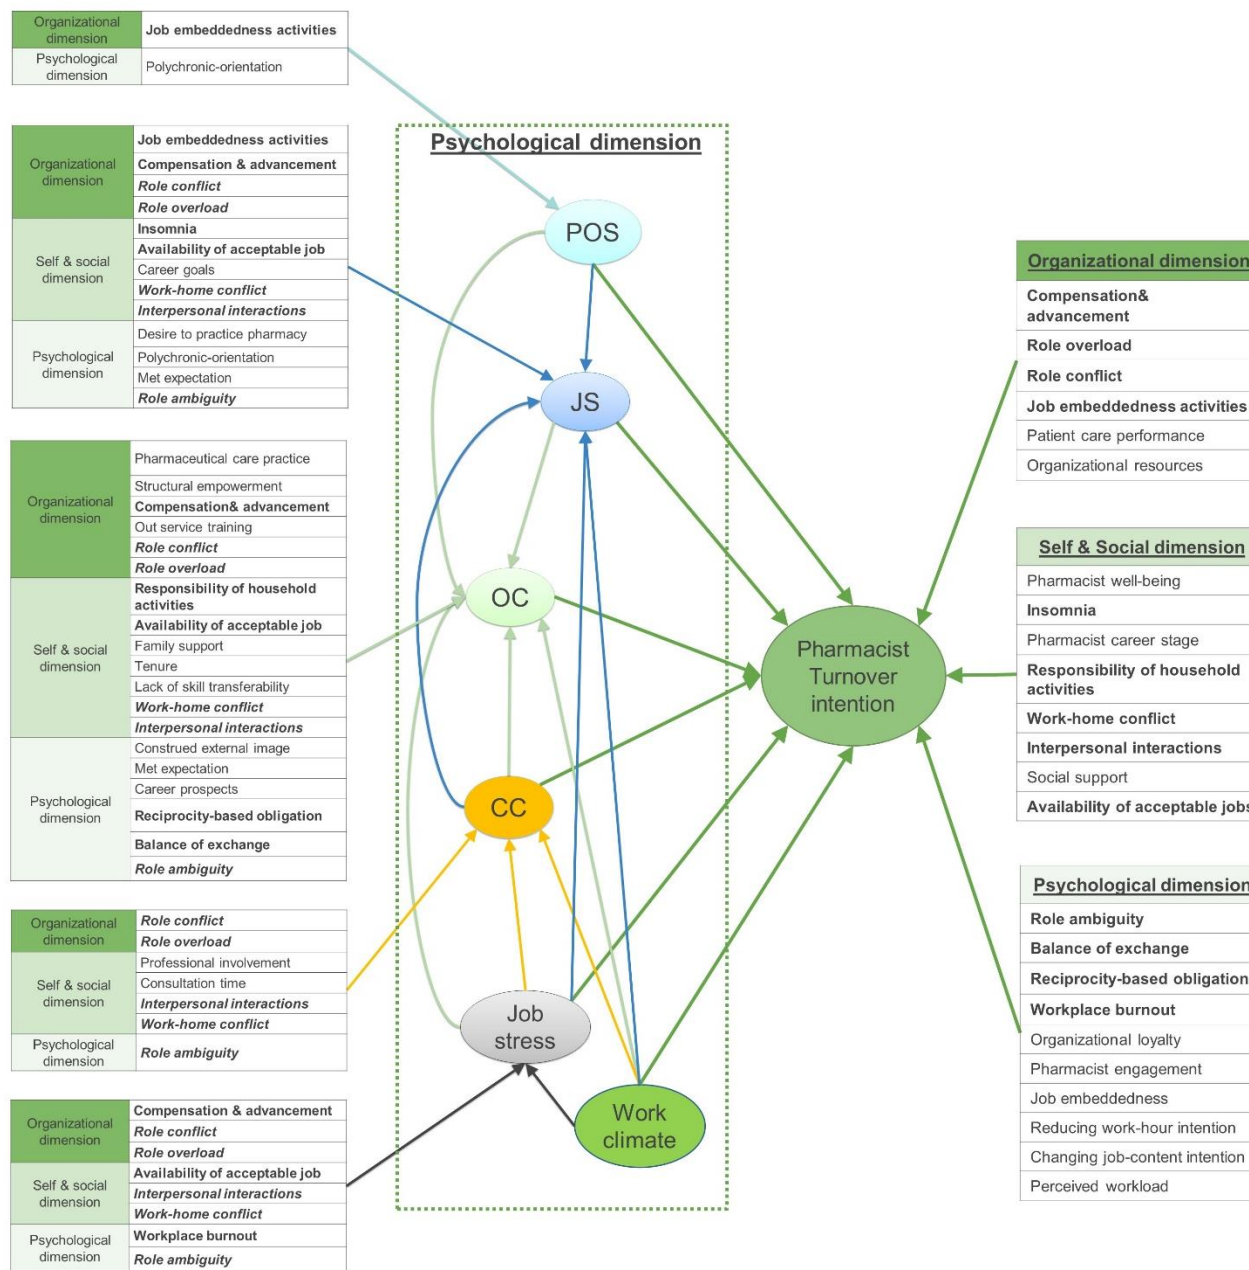 Organizational
dimension
Job embeddedness activities
Psychological
dimension
Polychronic-orientation
Organizational
dimension
Job embeddedness activities
Compensation & advancement
Role conflict
Role overload
Self & social
dimension
Insomnia
Availability of acceptable job
Career goals
Work-home conflict
Interpersonal interactions
Psychological
dimension
Desire to practice pharmacy
Polychronic-orientation
Met expectation
Role ambiguity
Organizational
dimension
Pharmaceutical care practice
Structural empowerment
Compensation& advancement
Out service training
Role conflict
Role overload
Self & social
dimension
Responsibility of household
activities
Availability of acceptable job
Family support
Tenure
Lack of skill transferability
Work-home conflict
Interpersonal interactions
Psychological
dimension
Construed external image
Met expectation
Career prospects
Reciprocity-based obligation
Balance of exchange
Role ambiguity
Organizational
dimension
Role conflict
Role overload
Self & social
dimension
Professional involvement
Consultation time
Interpersonal interactions
Work-home conflict
Psychological
dimension
Role ambiguity
Organizational
dimension
Compensation & advancement
Role conflict
Role overload
Self & social
dimension
Availability of acceptable job
Interpersonal interactions
Work-home conflict
Psychological
dimension
Workplace burnout
Role ambiguity
Psychological dimension
POS
JS
OC
CC
Job
stress
Work
climate
Pharmacist
Turnover
intention
Organizational dimension
Compensation&
advancement
Role overload
Role conflict
Job embeddedness activities
Patient care performance
Organizational resources
Self & Social dimension
Pharmacist well-being
Insomnia
Pharmacist career stage
Responsibility of household
activities
Work-home conflict
Interpersonal interactions
Social support
Availability of acceptable jobs
Psychological dimension
Role ambiguity
Balance of exchange
Reciprocity-based obligation
Workplace burnout
Organizational loyalty
Pharmacist engagement
Job embeddedness
Reducing work-hour intention
Changing job-content intention
Perceived workload